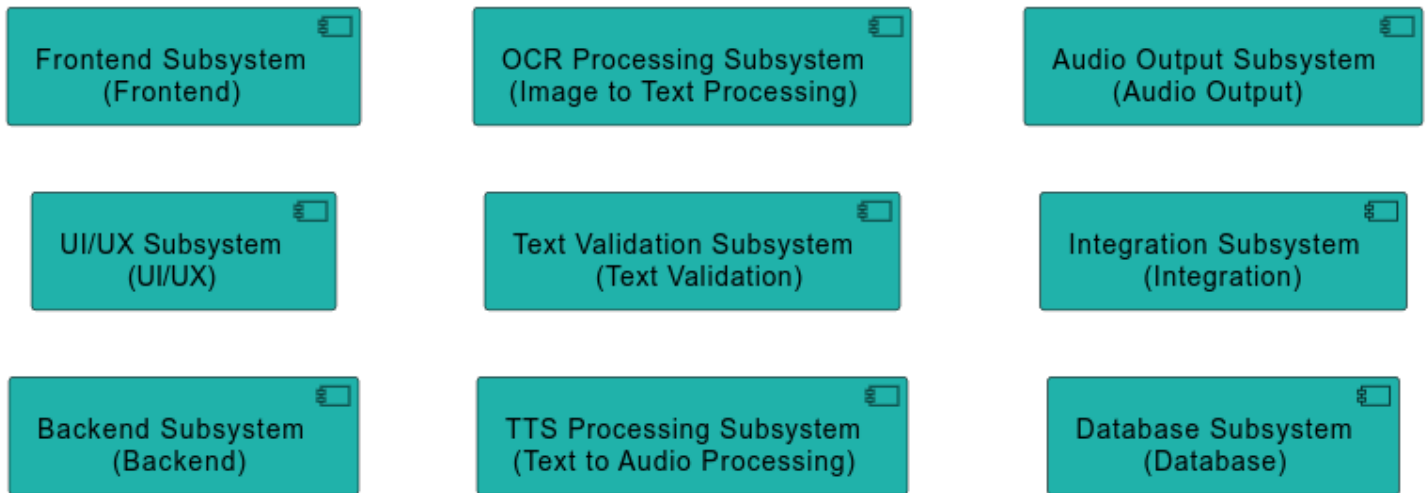 Frontend Subsystem
(Frontend)
OCR Processing Subsystem
(Image to Text Processing)
Audio Output Subsystem
(Audio Output)
UI/UX Subsystem
(UI/UX)
Text Validation Subsystem
(Text Validation)
Integration Subsystem
(Integration)
Backend Subsystem
(Backend)
TTS Processing Subsystem
(Text to Audio Processing)
Database Subsystem
(Database)